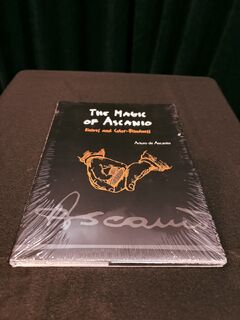 The Magic
of Ascanio
Knives and Color-Blindness
Arturo de Ascanio
Ascanio